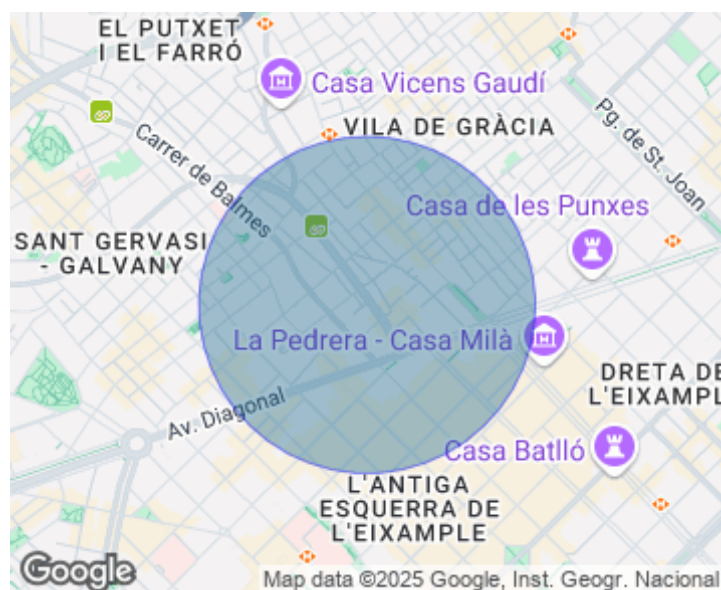 EL PUTXET
I EL FARRÓ
Casa Vicens Gaudí
VILA DE GRÀCIA
Carrer de Balmes
Pg. de St. Joan
Casa de les Punxes
SANT GERVASI
- GALVANY
La Pedrera - Casa Milà
DRETA DE
L'EIXAMPL
Av. Diagonal
Casa Batlló
L'ANTIGA
ESQUERRA DE
L'EIXAMPLE
Google
Map data ©2025 Google, Inst. Geogr. Nacional